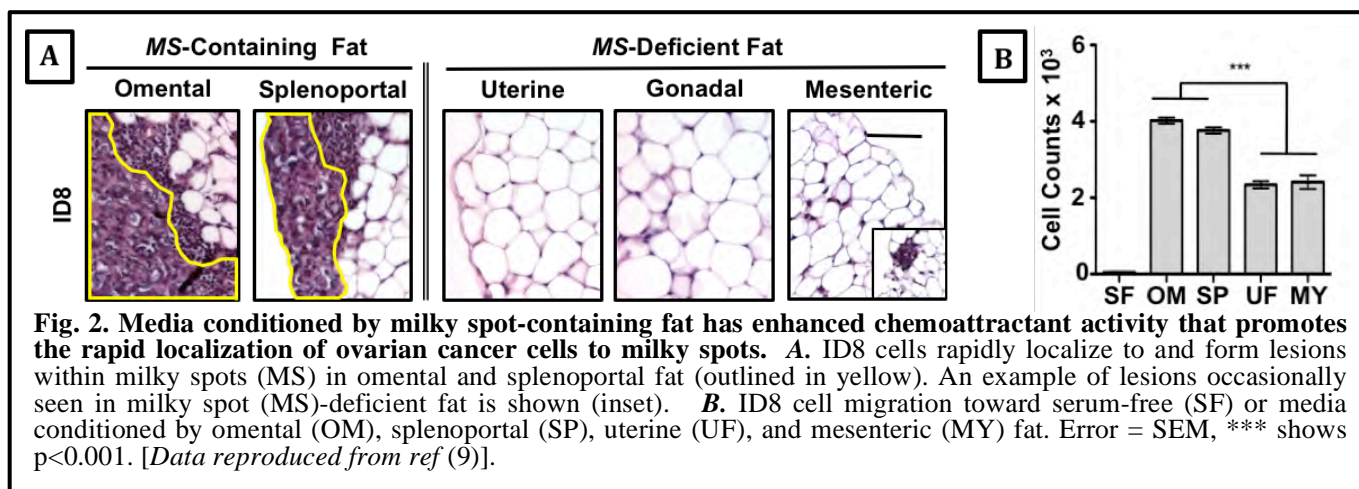 A
MS-Containing Fat
MS-Deficient Fat
Omental
Splenoportal
Uterine
Gonadal
Mesenteric
ID8
B
Cell Counts x 10³
6
4
2
0
***
SF OM SP UF MY
Fig. 2. Media conditioned by milky spot-containing fat has enhanced chemoattractant activity that promotes
the rapid localization of ovarian cancer cells to milky spots. A. ID8 cells rapidly localize to and form lesions
within milky spots (MS) in omental and splenoportal fat (outlined in yellow). An example of lesions occasionally
seen in milky spot (MS)-deficient fat is shown (inset). B. ID8 cell migration toward serum-free (SF) or media
conditioned by omental (OM), splenoportal (SP), uterine (UF), and mesenteric (MY) fat. Error = SEM, *** shows
p<0.001. [Data reproduced from ref (9)].